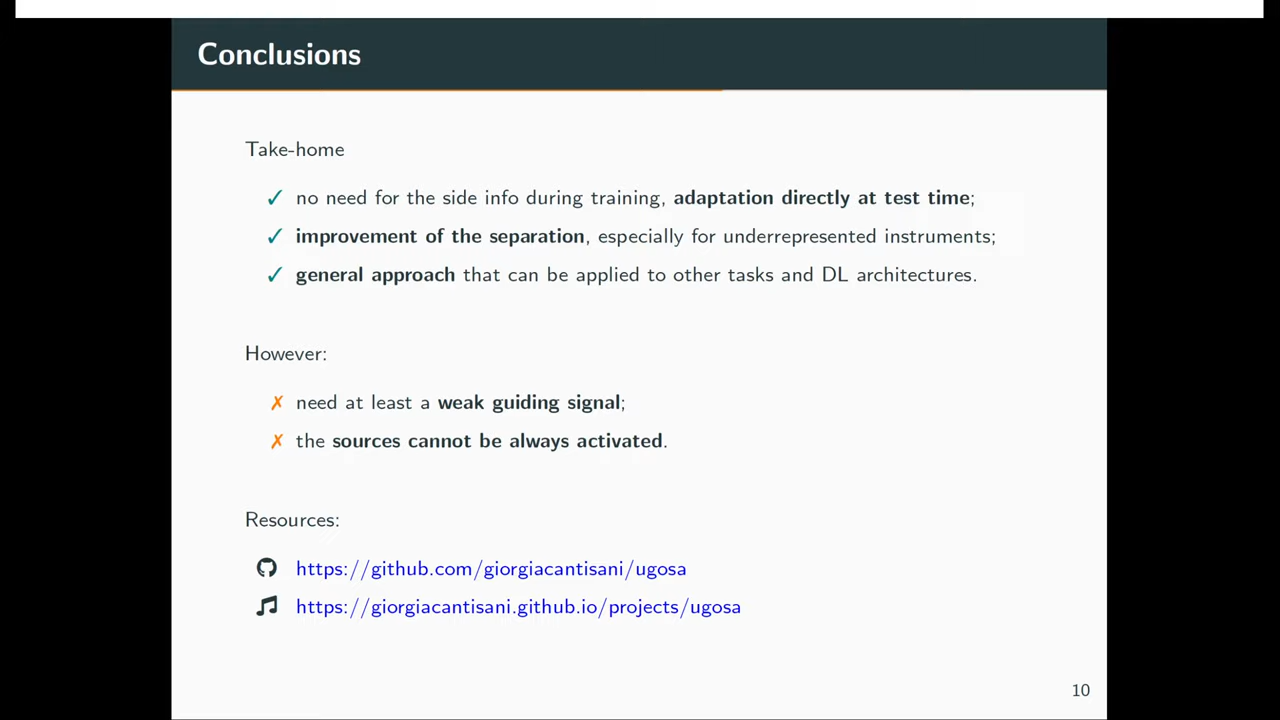 Conclusions
Take-home
✓ no need for the side info during training, adaptation directly at test time;
✓ improvement of the separation, especially for underrepresented instruments;
✓ general approach that can be applied to other tasks and DL architectures.
However:
✗ need at least a weak guiding signal;
✗ the sources cannot be always activated.
Resources:
https://github.com/giorgiacantisani/ugosa
https://giorgiacantisani.github.io/projects/ugosa
10